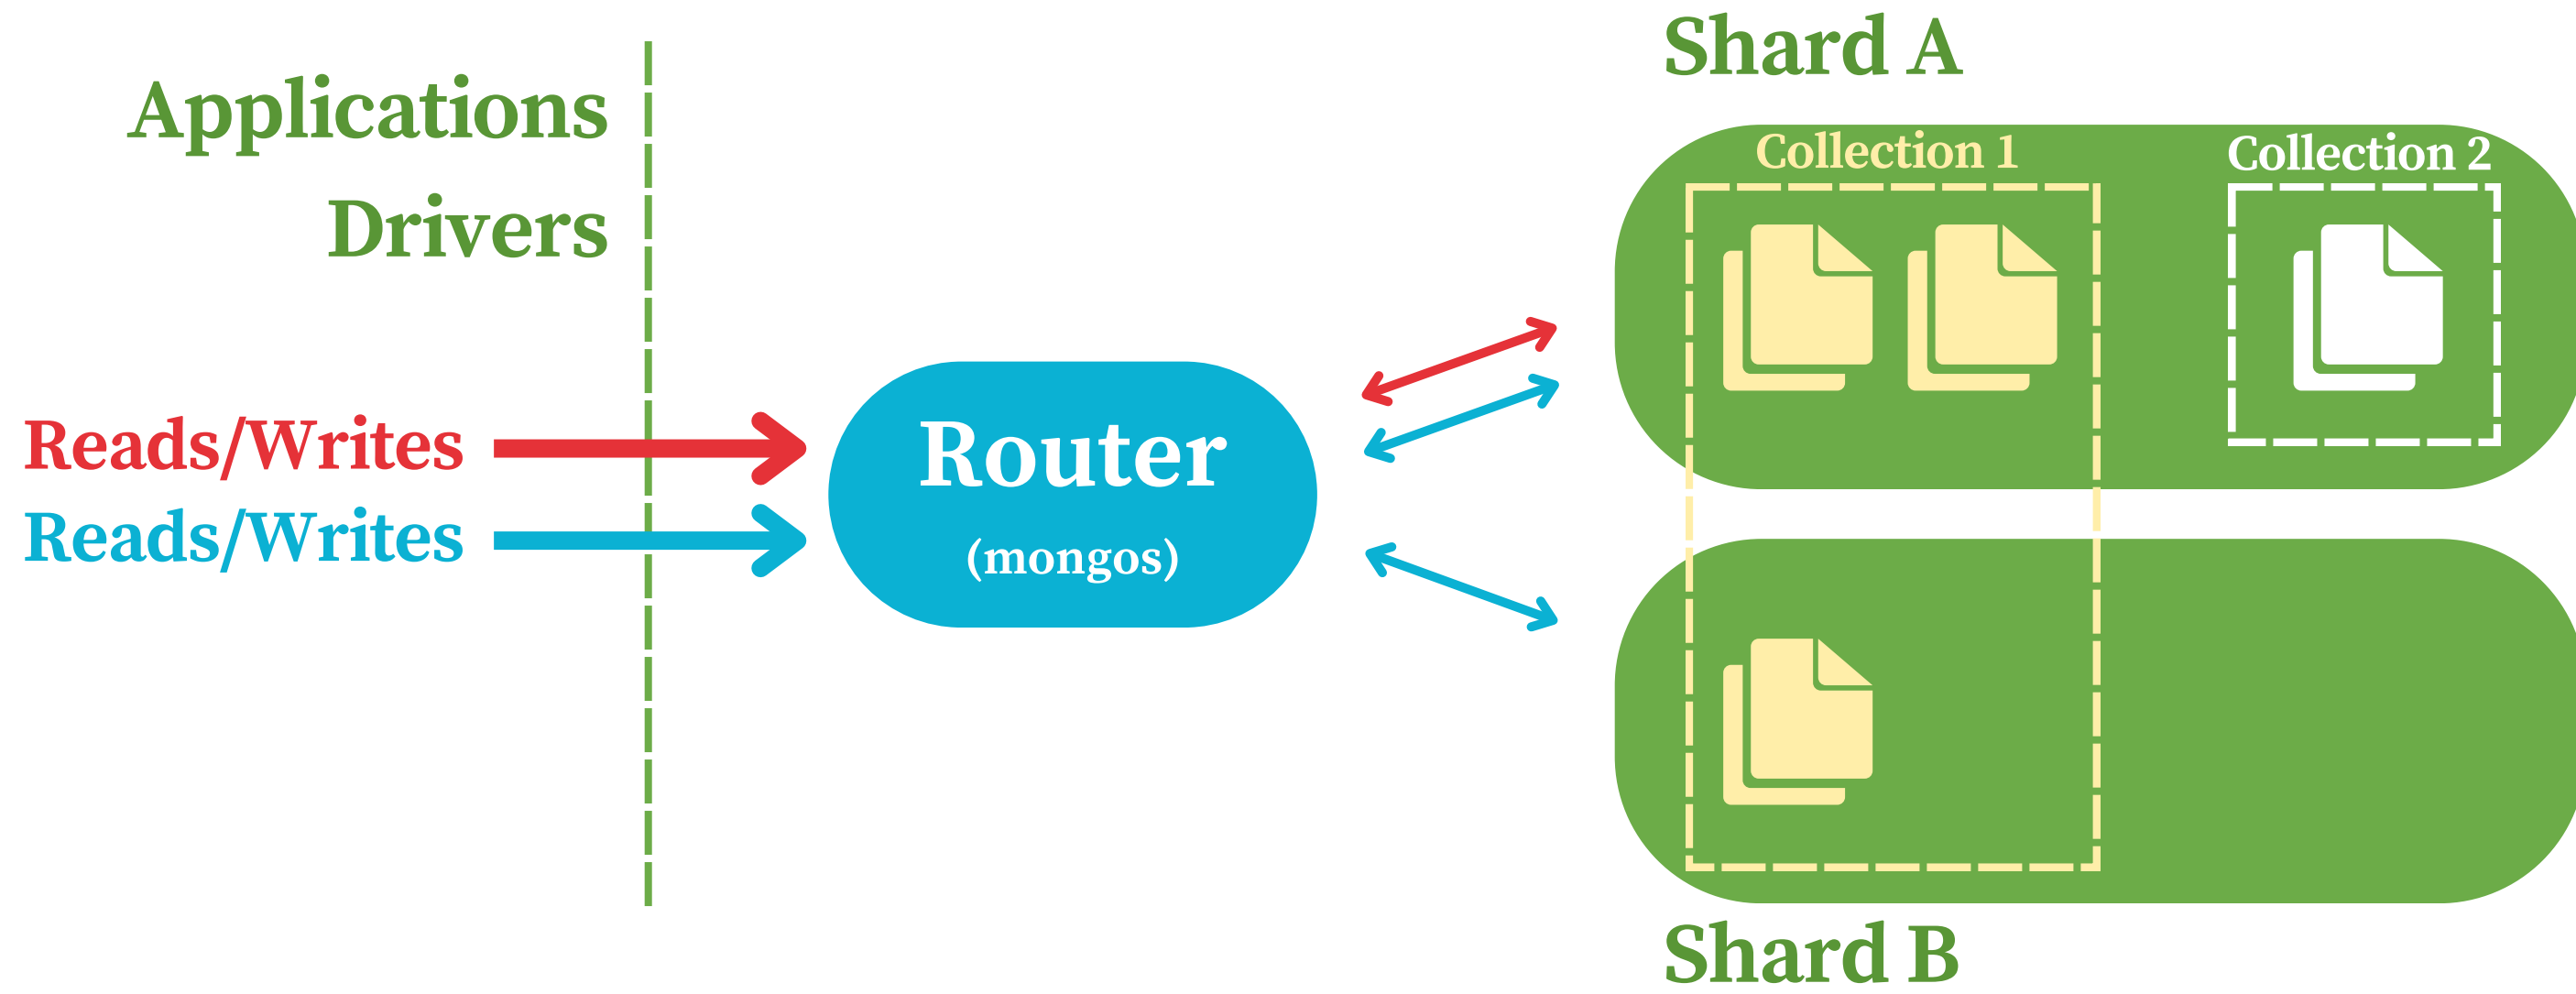 Applications
Drivers
Reads/Writes
Reads/Writes
Router
(mongos)
Shard A
Collection 1
Collection 2
Shard B